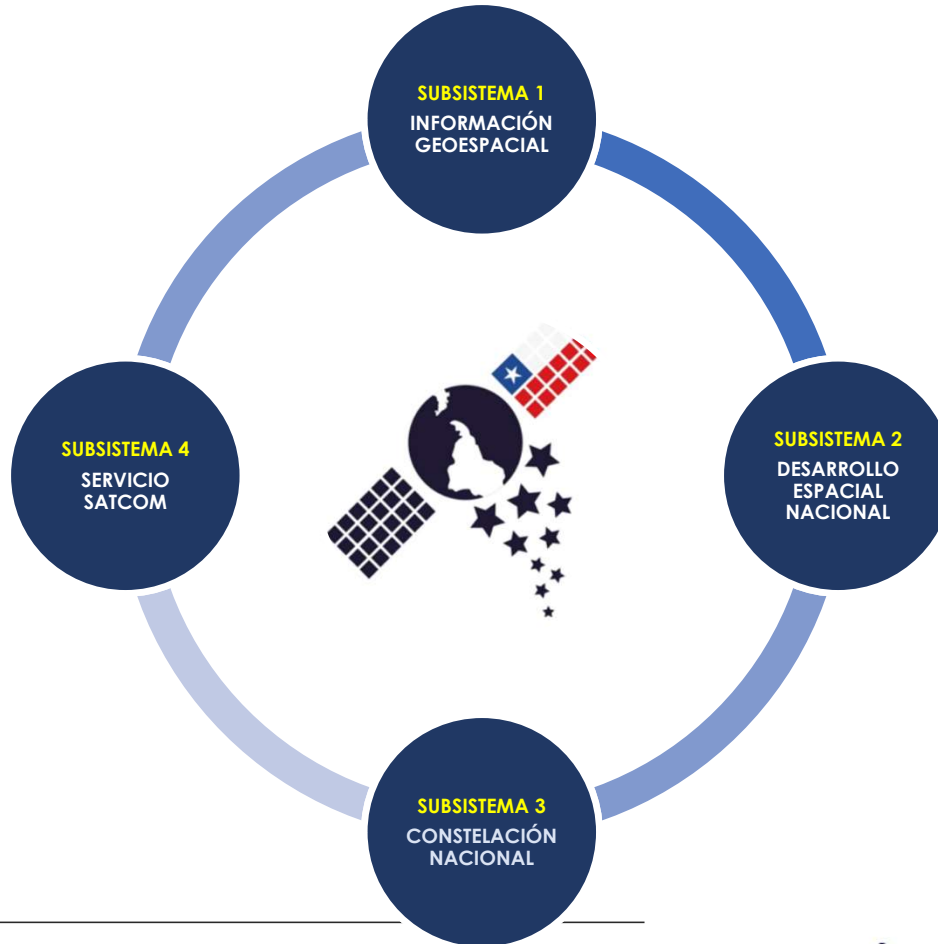 SUBSISTEMA 1
INFORMACIÓN
GEOESPACIAL
SUBSISTEMA 2
DESARROLLO
ESPACIAL
NACIONAL
SUBSISTEMA 3
CONSTELACIÓN
NACIONAL
SUBSISTEMA 4
SERVICIO
SATCOM